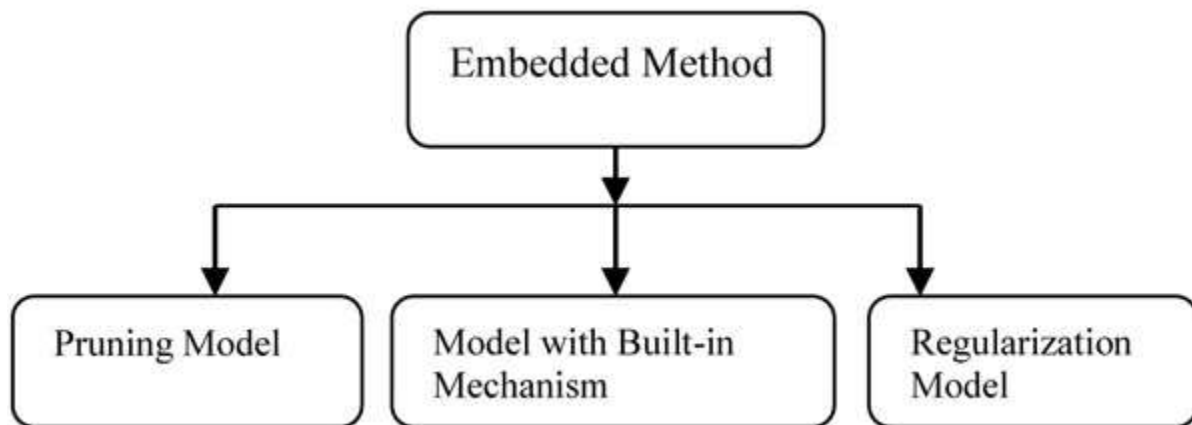 Embedded Method
Pruning Model
Model with Built-in
Mechanism
Regularization
Model